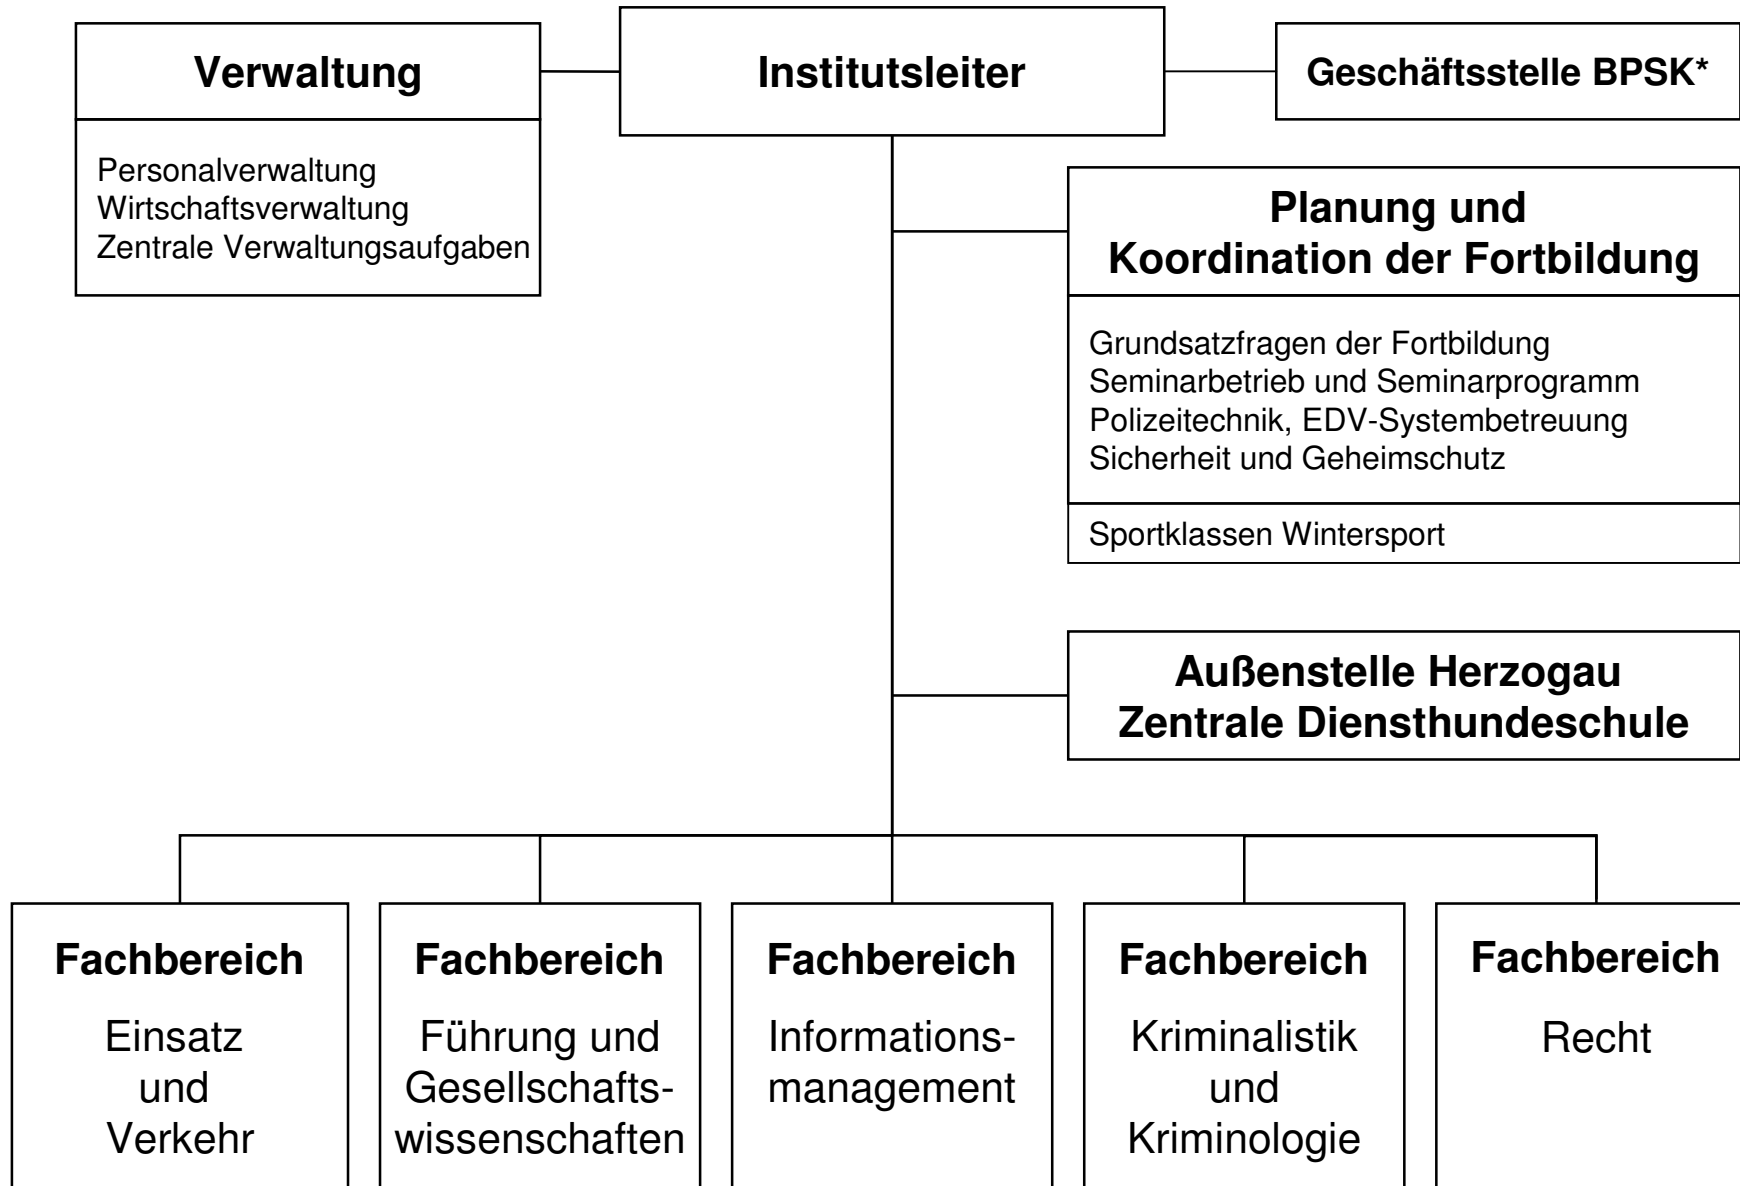 Verwaltung
Personalverwaltung
Wirtschaftsverwaltung
Zentrale Verwaltungsaufgaben
Institutsleiter
Geschäftsstelle BPSK*
Planung und
Koordination der Fortbildung
Grundsatzfragen der Fortbildung
Seminarbetrieb und Seminarprogramm
Polizeitechnik, EDV-Systembetreuung
Sicherheit und Geheimschutz
Sportklassen Wintersport
Außenstelle Herzogau
Zentrale Diensthundeschule
Fachbereich
Einsatz
und
Verkehr
Fachbereich
Führung und
Gesellschafts-
wissenschaften
Fachbereich
Informations-
management
Fachbereich
Kriminalistik
und
Kriminologie
Fachbereich
Recht